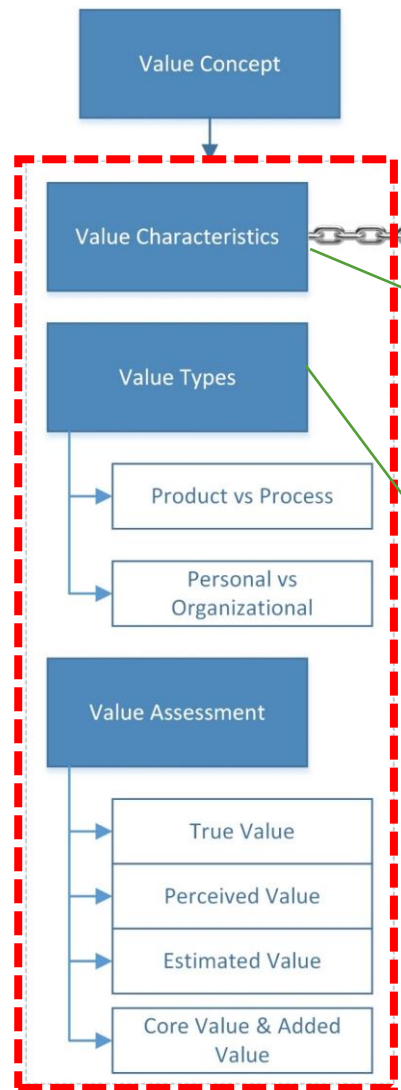 Value Concept
Value Characteristics
Value Types
Product vs Process
Personal vs
Organizational
Value Assessment
True Value
Perceived Value
Estimated Value
Core Value & Added
Value